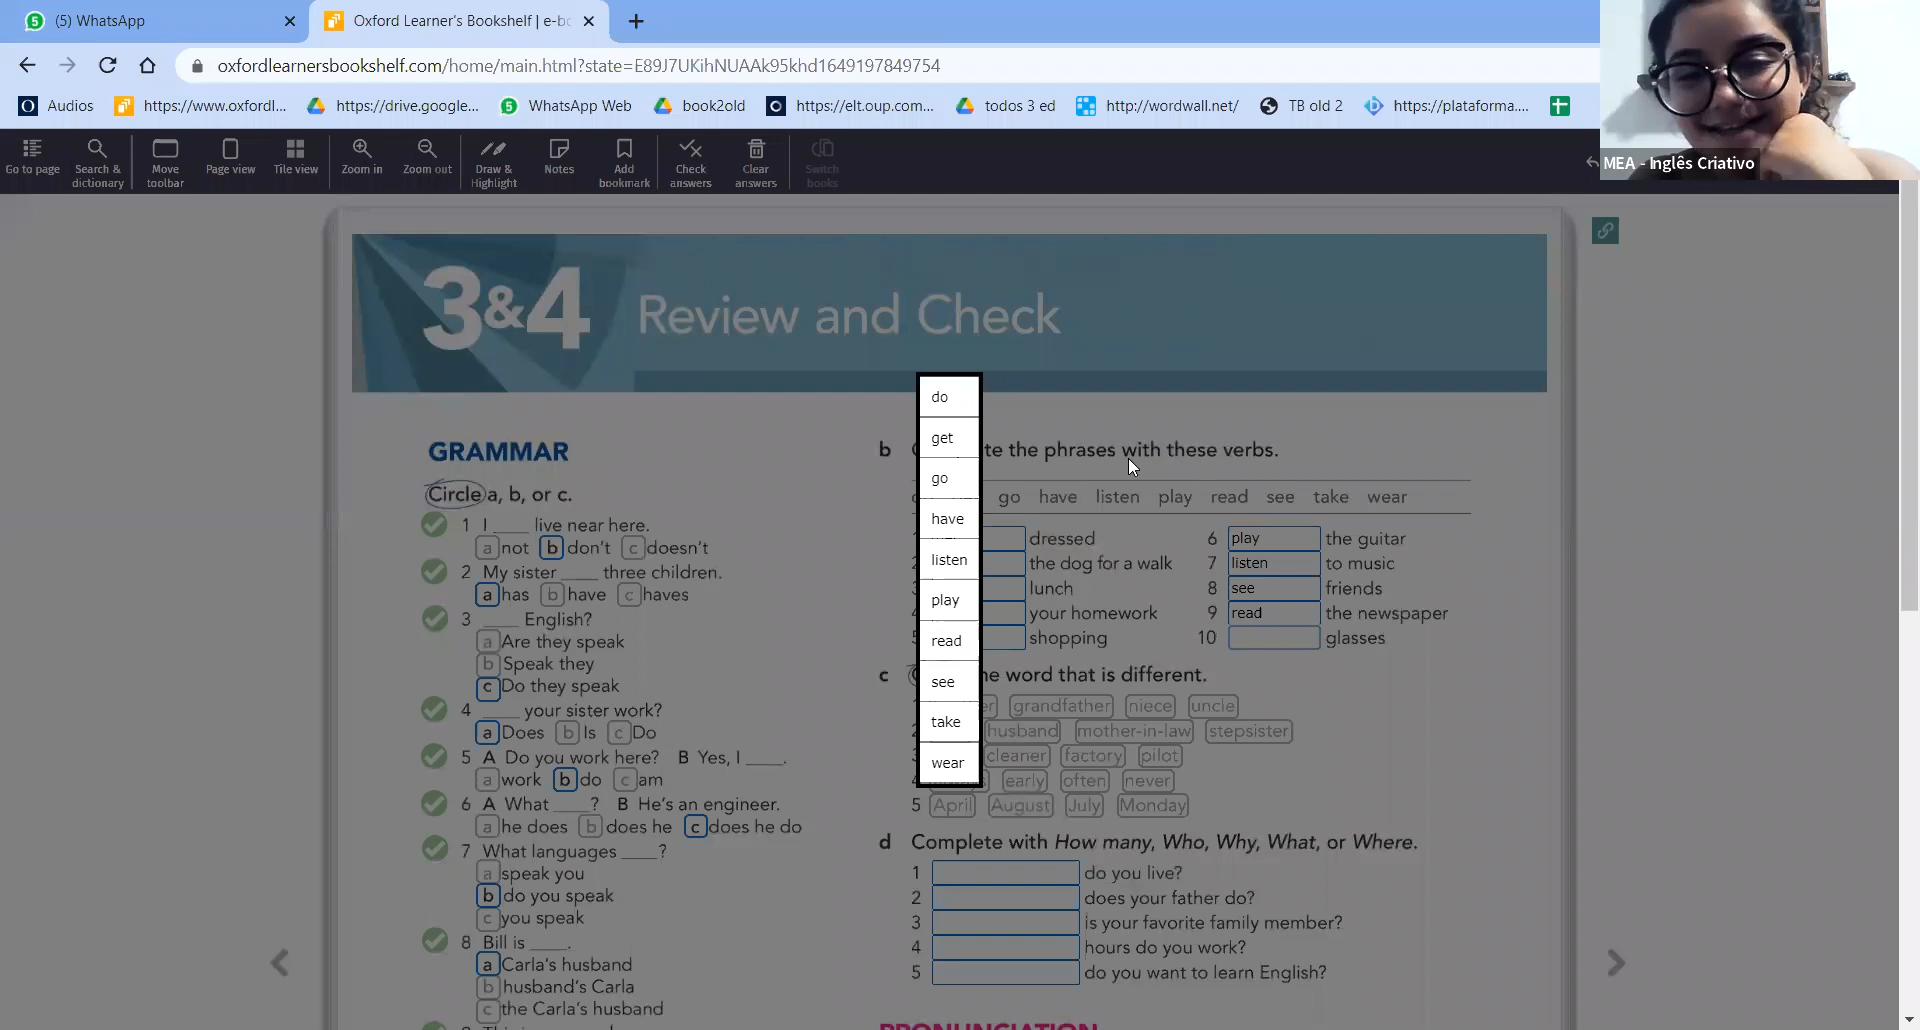 (5) WhatsApp
Oxford Learner's Bookshelf | e-bo
oxfordlearnersbookshelf.com/home/main.html?state=E89J7UKihNUAAk95khd1649197849754
Audios https://www.oxfordl... https://drive.google... WhatsApp Web book2old https://elt.oup.com... todos 3 ed http://wordwall.net/ TB old 2 https://plataforma....
MEA - Inglês Criativo
Go to page
Search & dictionary
Move toolbar
Page view
Tile view
Zoom in
Zoom out
Draw & Highlight
Notes
Add bookmark
Check answers
Clear answers
Switch books
3&4 Review and Check
GRAMMAR
Circle a, b, or c.
1 I ____ live near here.
a not b don't c doesn't
2 My sister ____ three children.
a has b have c haves
3 ____ English?
a Are they speak
b Speak they
c Do they speak
4 ____ your sister work?
a Does b Is c Do
5 A Do you work here? B Yes, I ____.
a work b do c am
6 A What ____? B He's an engineer.
a he does b does he c does he do
7 What languages ____?
a speak you
b do you speak
c you speak
8 Bill is ____.
a Carla's husband
b husband's Carla
c the Carla's husband
do
get
go
have
listen
play
read
see
take
wear
b te the phrases with these verbs.
go have listen play read see take wear
dressed
the dog for a walk
lunch
your homework
shopping
6 play the guitar
7 listen to music
8 see friends
9 read the newspaper
10 glasses
c he word that is different.
er grandfather niece uncle
husband mother-in-law stepsister
cleaner factory pilot
early often never
5 April August July Monday
d Complete with How many, Who, Why, What, or Where.
1 do you live?
2 does your father do?
3 is your favorite family member?
4 hours do you work?
5 do you want to learn English?
PRONUNCIATION